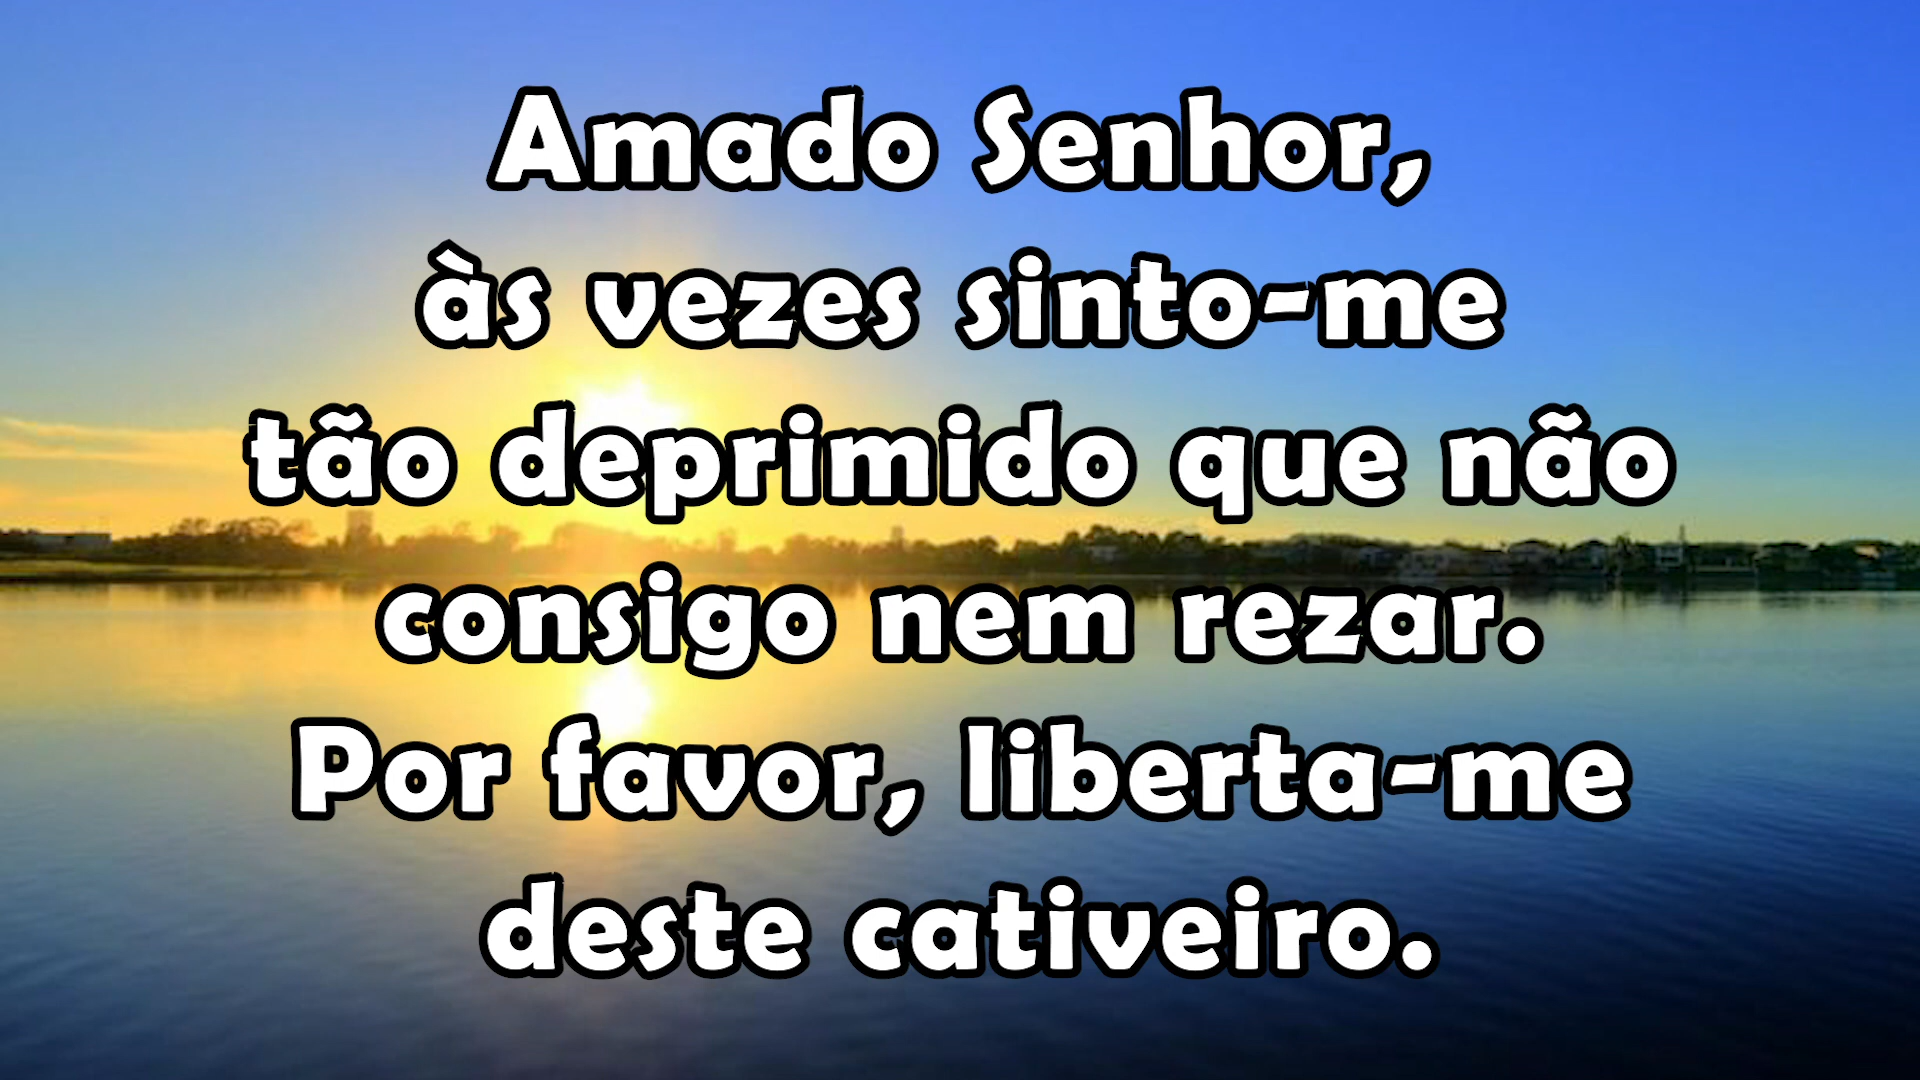 Amado Senhor,
às vezes sinto-me
tão deprimido que não
consigo nem rezar.
Por favor, liberta-me
deste cativeiro.